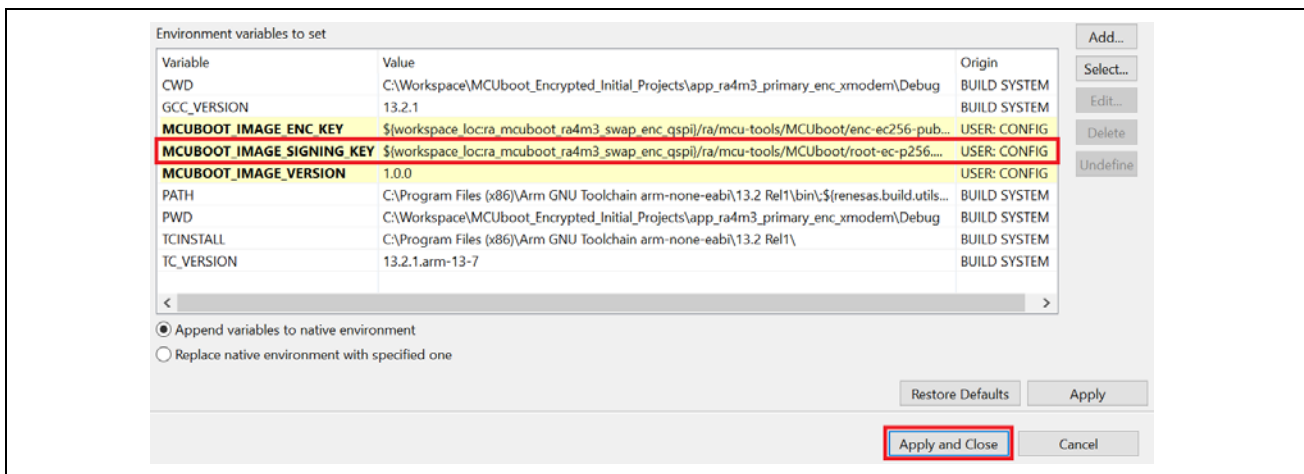 Environment variables to set
Add...
Variable Value Origin
Select...
CWD C:\Workspace\MCUboot_Encrypted_Initial_Projects\app_ra4m3_primary_enc_xmodem\Debug BUILD SYSTEM
Edit...
GCC_VERSION 13.2.1 BUILD SYSTEM
MCUBOOT_IMAGE_ENC_KEY ${workspace_loc:ra_mcuboot_ra4m3_swap_enc_qspi}/ra/mcu-tools/MCUboot/enc-ec256-pub... USER: CONFIG
Delete
MCUBOOT_IMAGE_SIGNING_KEY ${workspace_loc:ra_mcuboot_ra4m3_swap_enc_qspi}/ra/mcu-tools/MCUboot/root-ec-p256.... USER: CONFIG
Undefine
MCUBOOT_IMAGE_VERSION 1.0.0 USER: CONFIG
PATH C:\Program Files (x86)\Arm GNU Toolchain arm-none-eabi\13.2 Rel1\bin\;${renesas.build.utils... BUILD SYSTEM
PWD C:\Workspace\MCUboot_Encrypted_Initial_Projects\app_ra4m3_primary_enc_xmodem\Debug BUILD SYSTEM
TCINSTALL C:\Program Files (x86)\Arm GNU Toolchain arm-none-eabi\13.2 Rel1\ BUILD SYSTEM
TC_VERSION 13.2.1.arm-13-7 BUILD SYSTEM
Append variables to native environment
Replace native environment with specified one
Restore Defaults Apply
Apply and Close Cancel